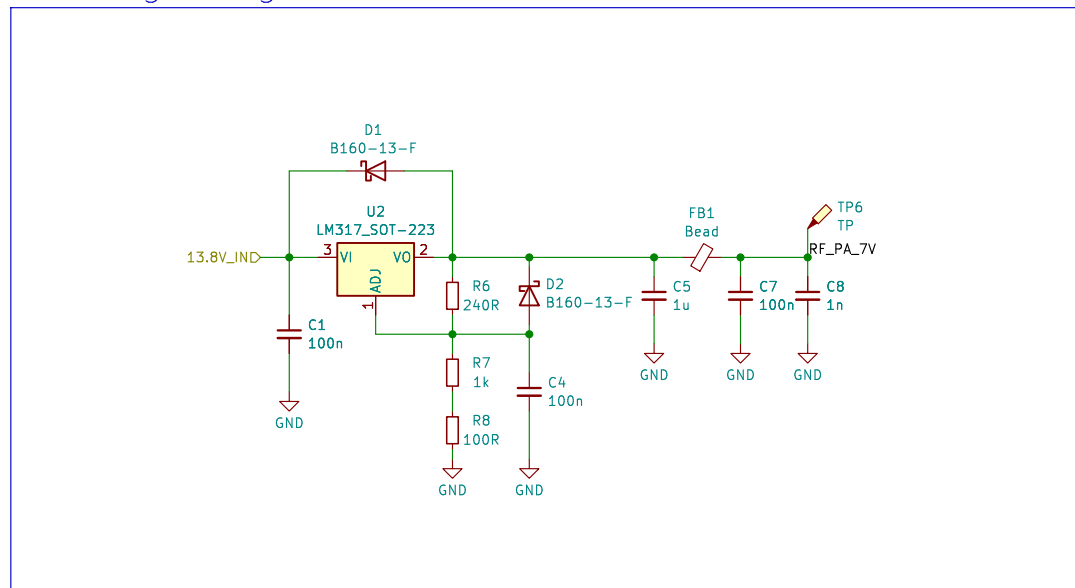 D1
B160-13-F
U2
LM317_SOT-223
13.8V_IN
3
VI
VO
2
ADJ
1
R6
240R
D2
B160-13-F
C1
100n
GND
R7
1k
R8
100R
GND
C4
100n
GND
C5
1u
GND
FB1
Bead
C7
100n
GND
TP6
TP
RF_PA_7V
C8
1n
GND